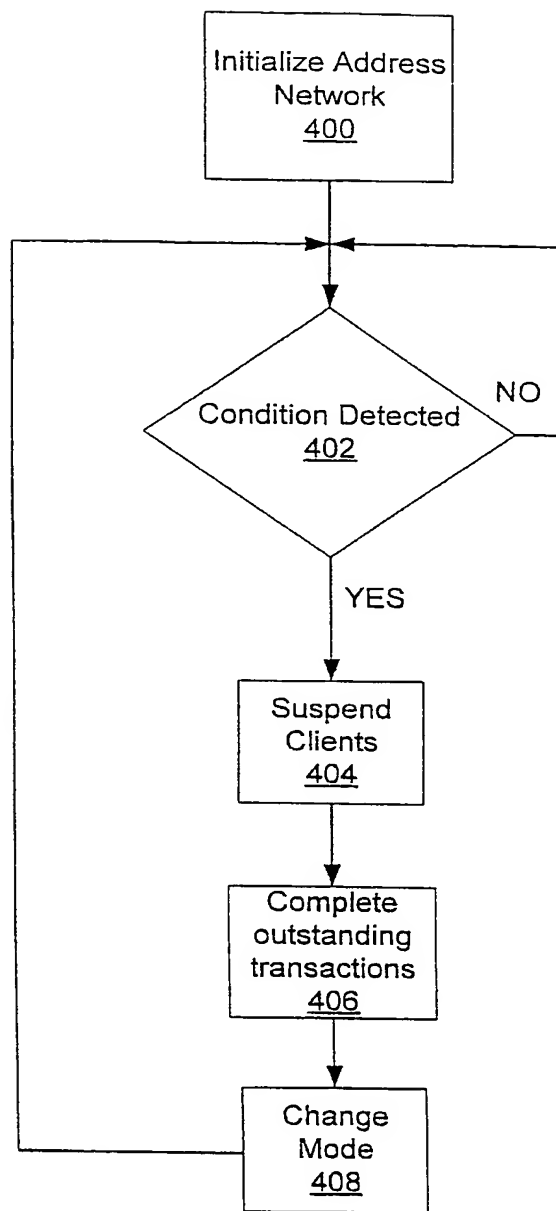 Initialize Address
Network
400
Condition Detected
402
NO
YES
Suspend
Clients
404
Complete
outstanding
transactions
406
Change
Mode
408